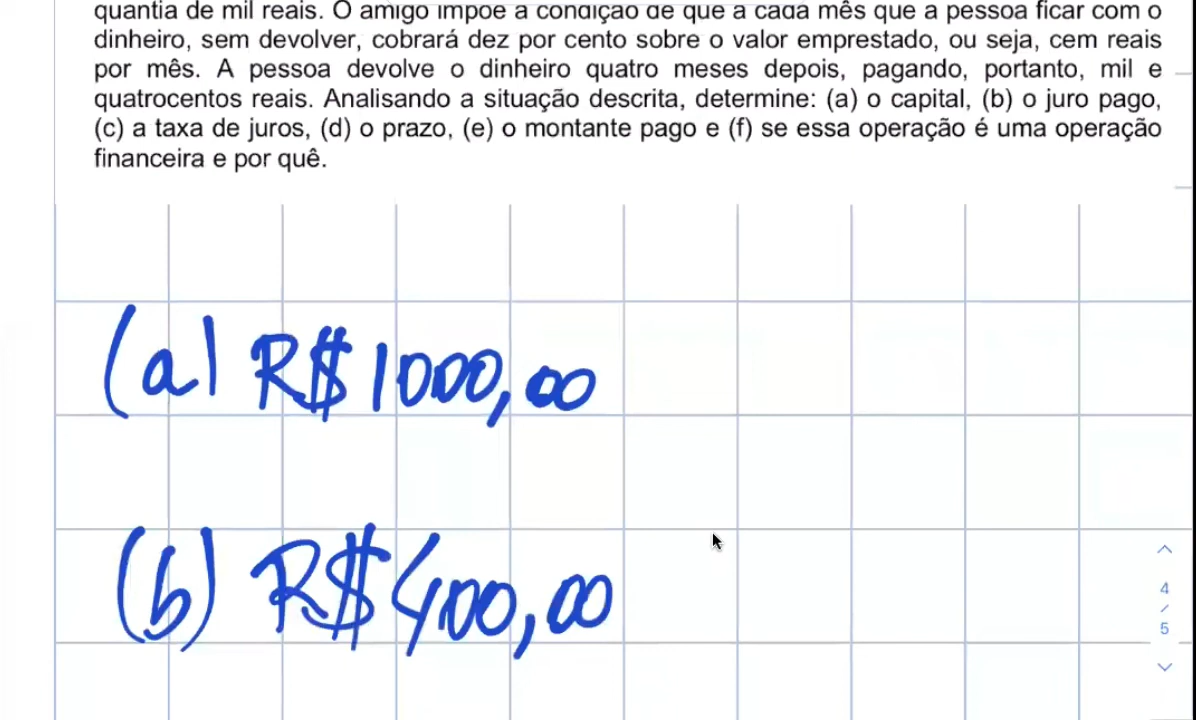 quantia de mil reais. O amigo impõe a condição de que a cada mês que a pessoa ficar com o
dinheiro, sem devolver, cobrará dez por cento sobre o valor emprestado, ou seja, cem reais
por mês. A pessoa devolve o dinheiro quatro meses depois, pagando, portanto, mil e
quatrocentos reais. Analisando a situação descrita, determine: (a) o capital, (b) o juro pago,
(c) a taxa de juros, (d) o prazo, (e) o montante pago e (f) se essa operação é uma operação
financeira e por quê.
(a) R$ 1000,00
(b) R$ 400,00
4
/
5